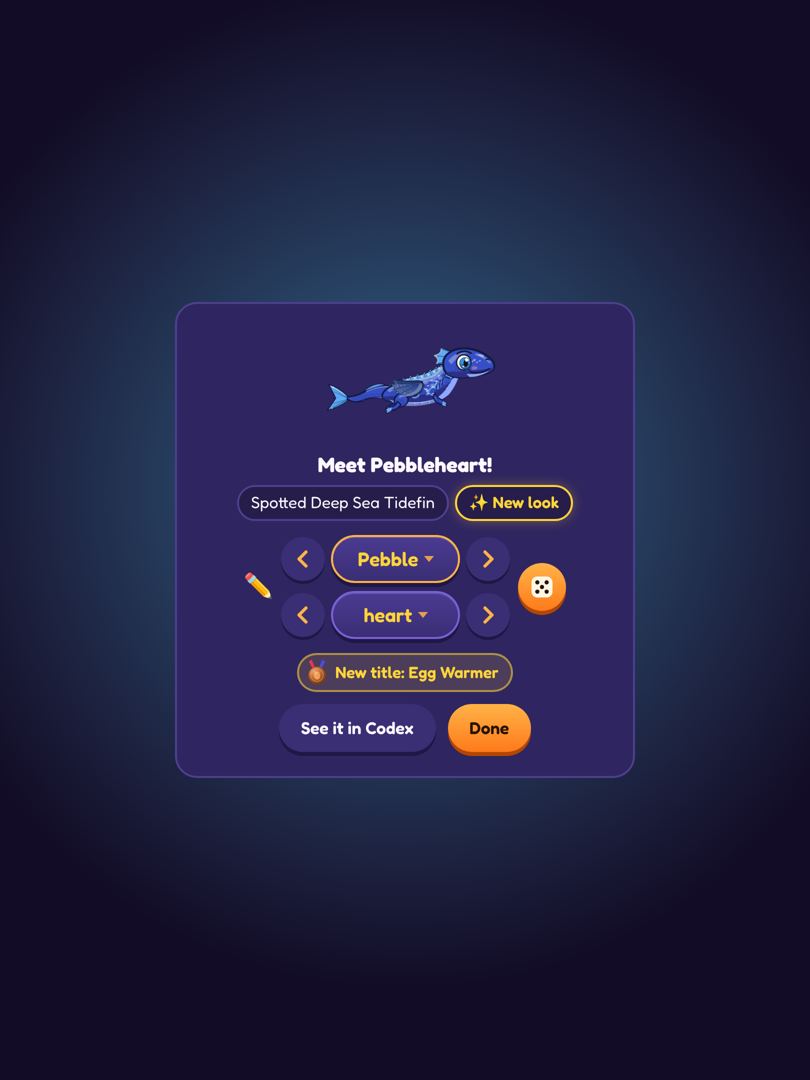 Meet Pebbleheart!
Spotted Deep Sea Tidefin
✨ New look
Pebble
heart
New title: Egg Warmer
See it in Codex
Done